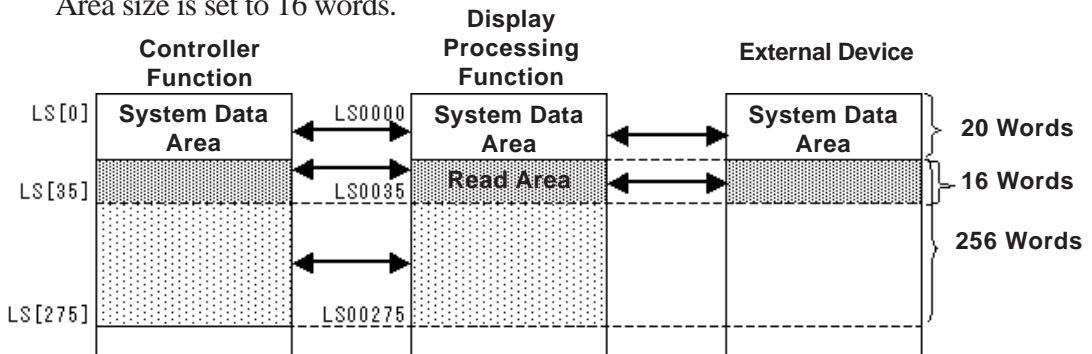 Area size is set to 16 words.
Controller
Function
Display
Processing
Function
External Device
LS[0]
System Data
Area
LS0000
System Data
Area
System Data
Area
20 Words
LS[35]
LS0035
Read Area
16 Words
256 Words
LS[275]
LS00275